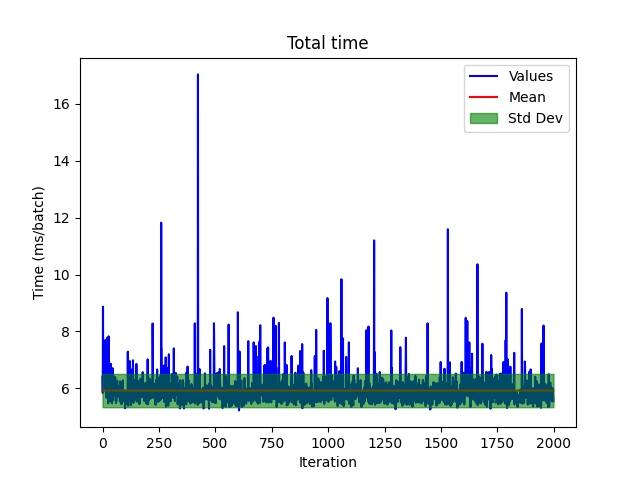 Total time
Values
Mean
Std Dev
Time (ms/batch)
16
14
12
10
8
6
0 250 500 750 1000 1250 1500 1750 2000
Iteration